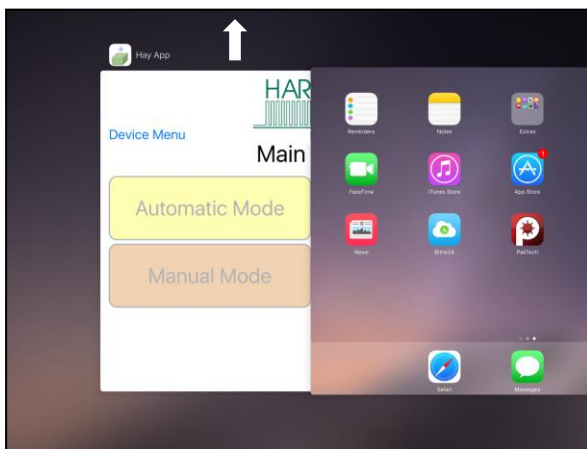 Hay App
HAR
Device Menu
Main
Automatic Mode
Manual Mode
Reminders
Notes
Extras
FaceTime
iTunes Store
1
App Store
News
Bitrix24
PakTech
Safari
Messages